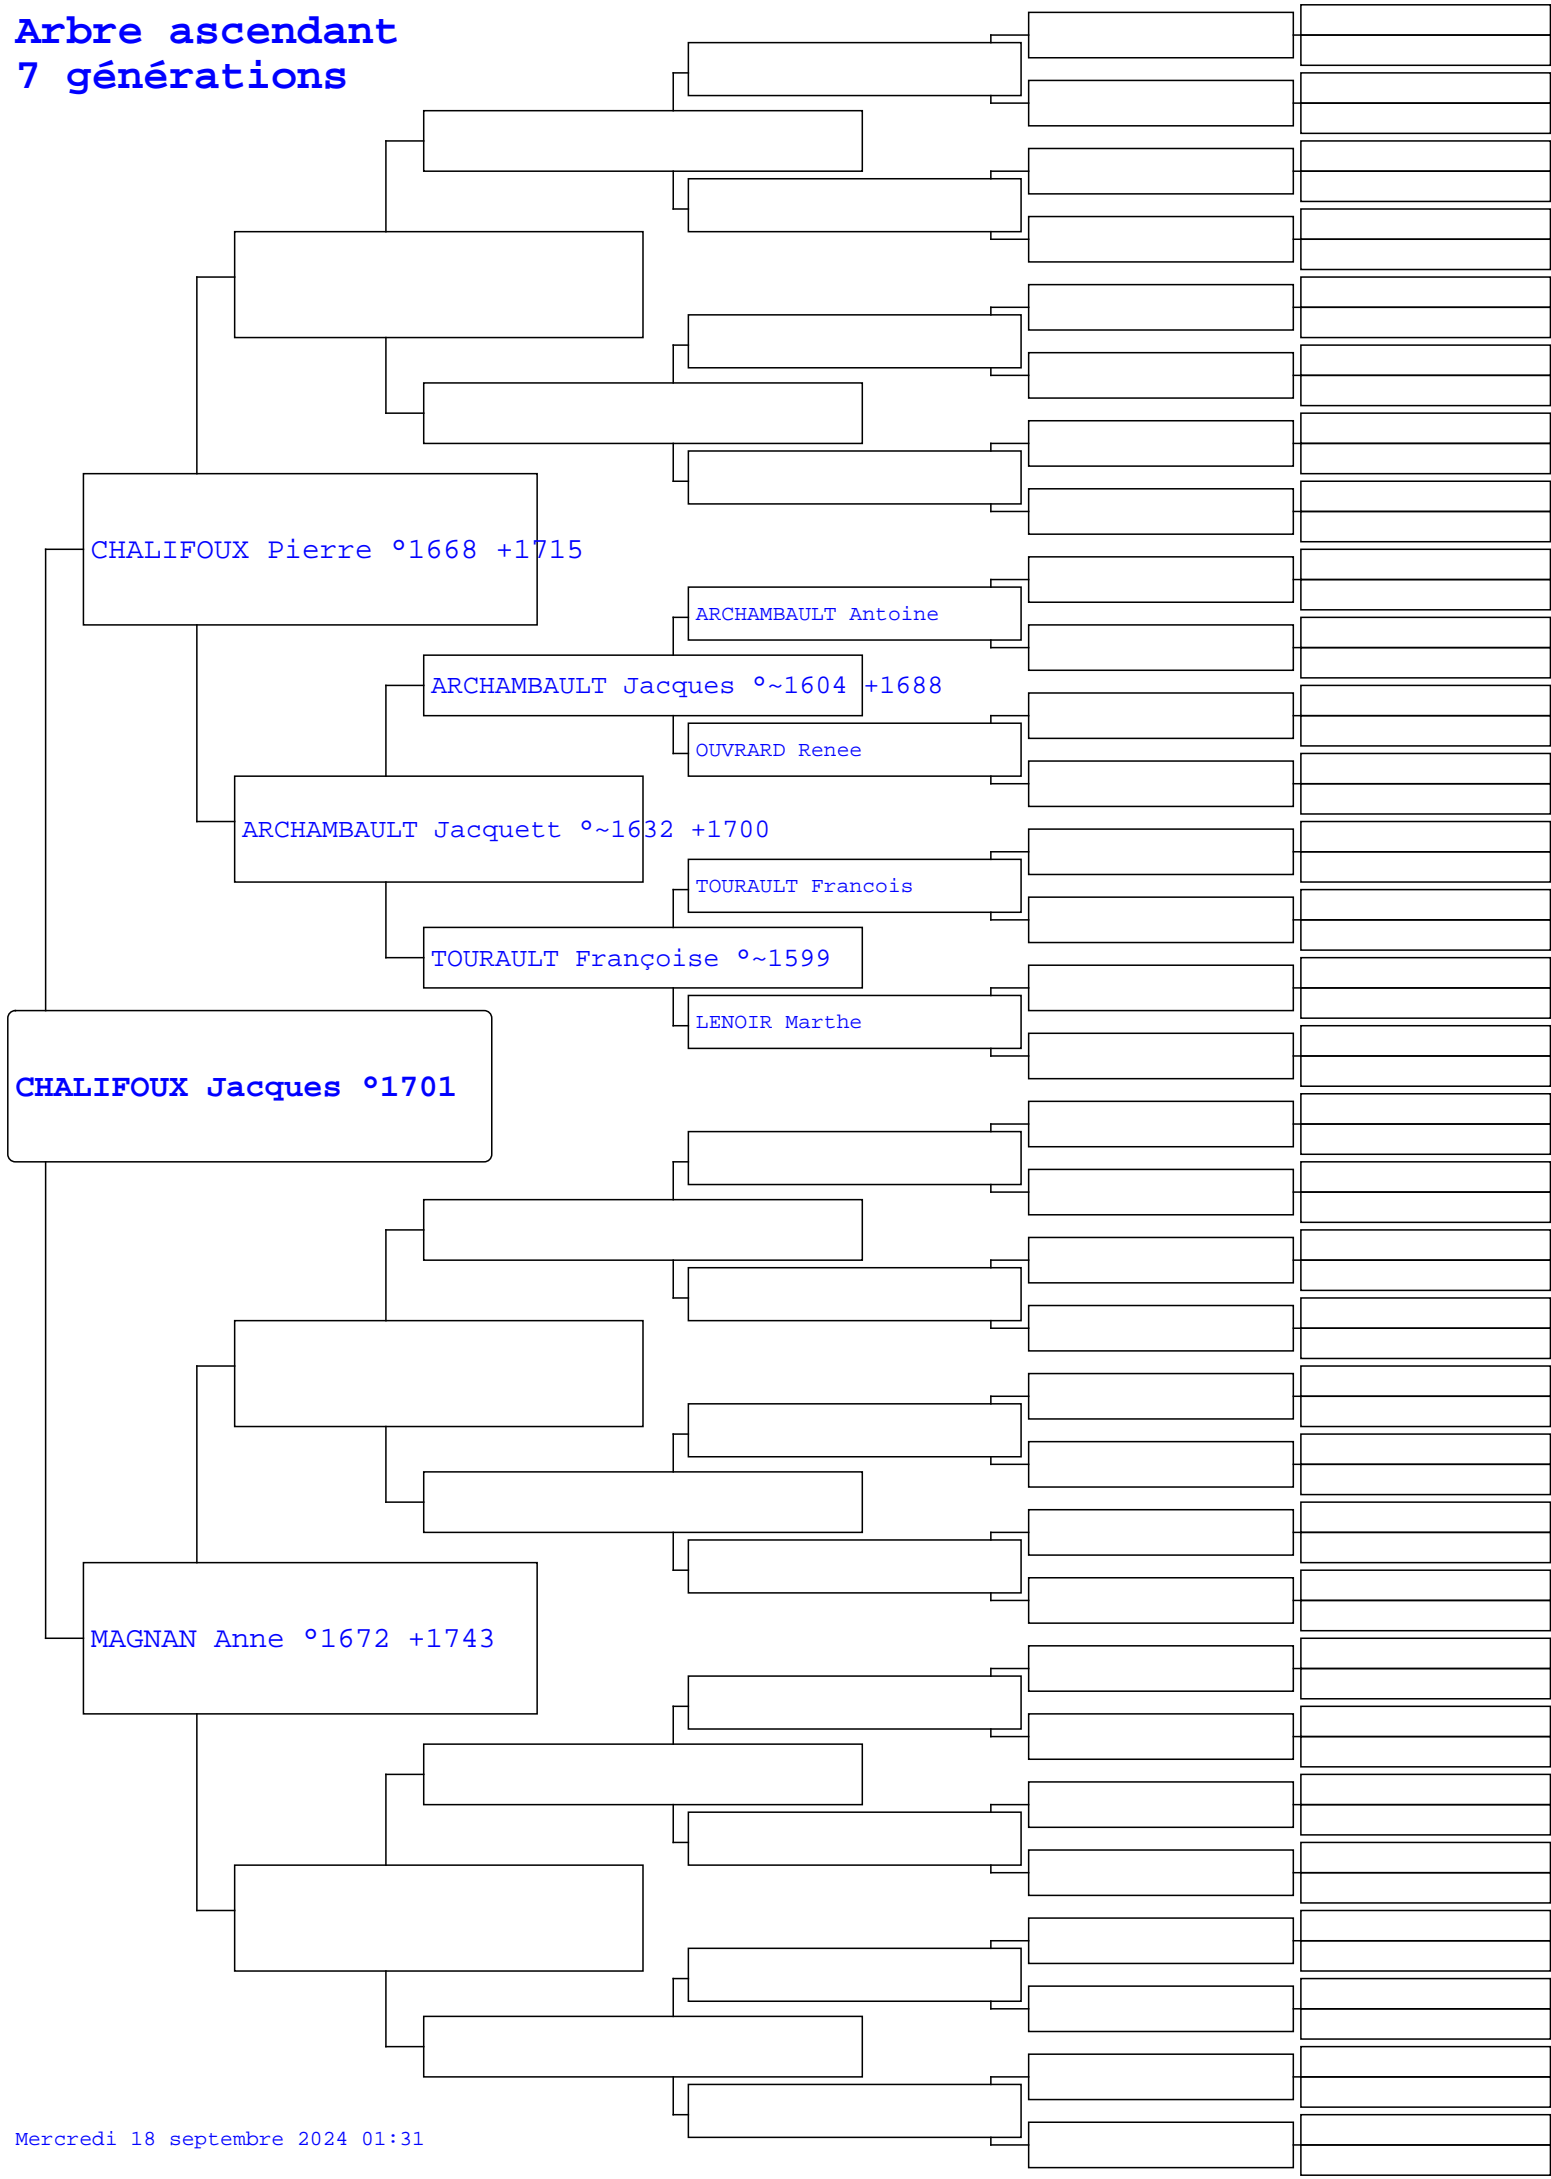 Arbre ascendant
7 générations
CHALIFOUX Pierre °1668 +1715
ARCHAMBAULT Antoine
ARCHAMBAULT Jacques °~1604 +1688
OUVRARD Renee
ARCHAMBAULT Jacquett °~1632 +1700
TOURAULT Francois
TOURAULT Françoise °~1599
LENOIR Marthe
CHALIFOUX Jacques °1701
MAGNAN Anne °1672 +1743
Mercredi 18 septembre 2024 01:31